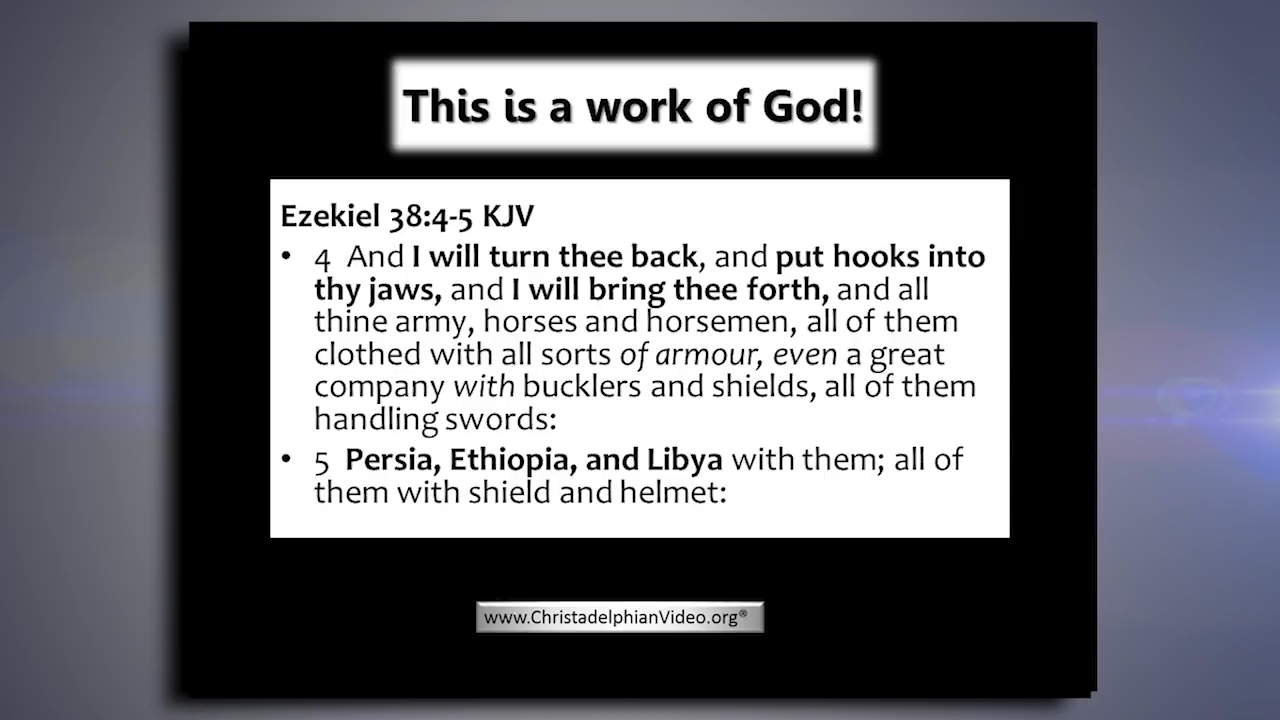 This is a work of God!
Ezekiel 38:4-5 KJV
• 4 And I will turn thee back, and put hooks into
thy jaws, and I will bring thee forth, and all
thine army, horses and horsemen, all of them
clothed with all sorts of armour, even a great
company with bucklers and shields, all of them
handling swords:
• 5 Persia, Ethiopia, and Libya with them; all of
them with shield and helmet:
www.ChristadelphianVideo.org®